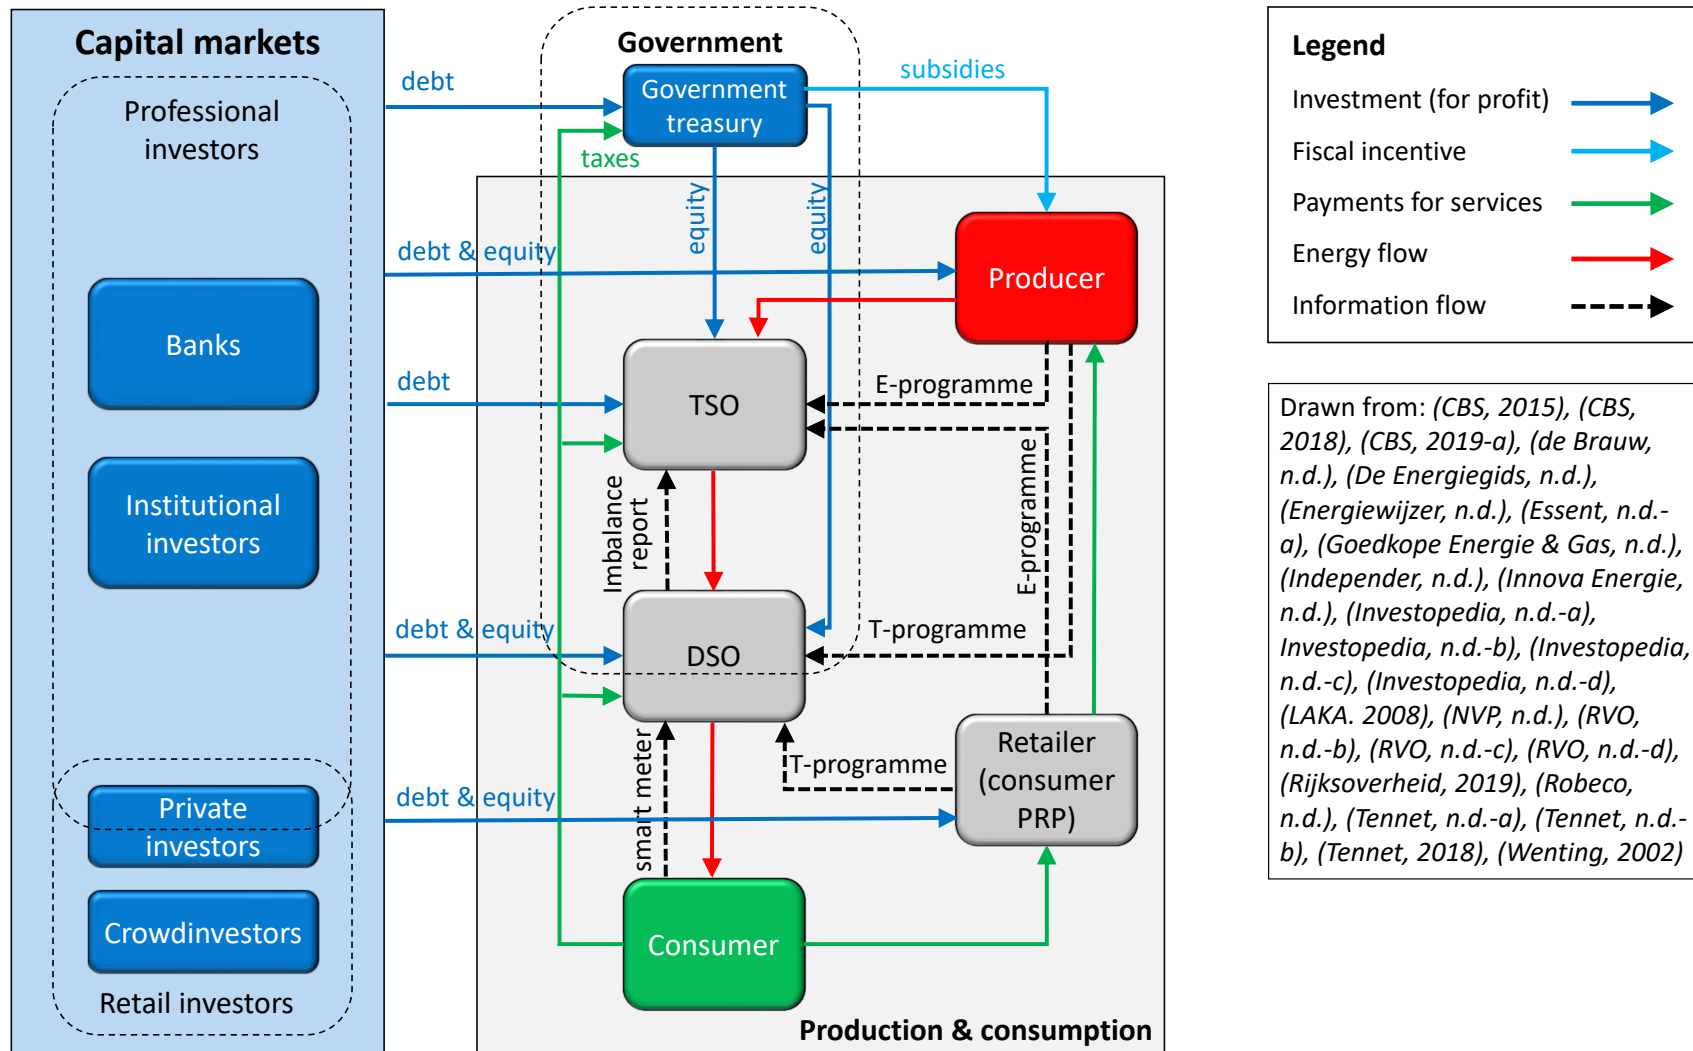 Capital markets
Professional
investors
Banks
Institutional
investors
Private
investors
Crowdinvestors
Retail investors
Government
Government
treasury
debt
subsidies
taxes
equity
equity
debt & equity
Producer
TSO
debt
E-programme
Imbalance
report
E-programme
debt & equity
DSO
T-programme
smart meter
T-programme
Retailer
(consumer
PRP)
debt & equity
Consumer
Production & consumption
Legend
Investment (for profit)
Fiscal incentive
Payments for services
Energy flow
Information flow
Drawn from: (CBS, 2015), (CBS,
2018), (CBS, 2019-a), (de Brauw,
n.d.), (De Energiegids, n.d.),
(Energiewijzer, n.d.), (Essent, n.d.-
a), (Goedkope Energie & Gas, n.d.),
(Independer, n.d.), (Innova Energie,
n.d.), (Investopedia, n.d.-a),
Investopedia, n.d.-b), (Investopedia,
n.d.-c), (Investopedia, n.d.-d),
(LAKA. 2008), (NVP, n.d.), (RVO,
n.d.-b), (RVO, n.d.-c), (RVO, n.d.-d),
(Rijksoverheid, 2019), (Robeco,
n.d.), (Tennet, n.d.-a), (Tennet, n.d.-
b), (Tennet, 2018), (Wenting, 2002)